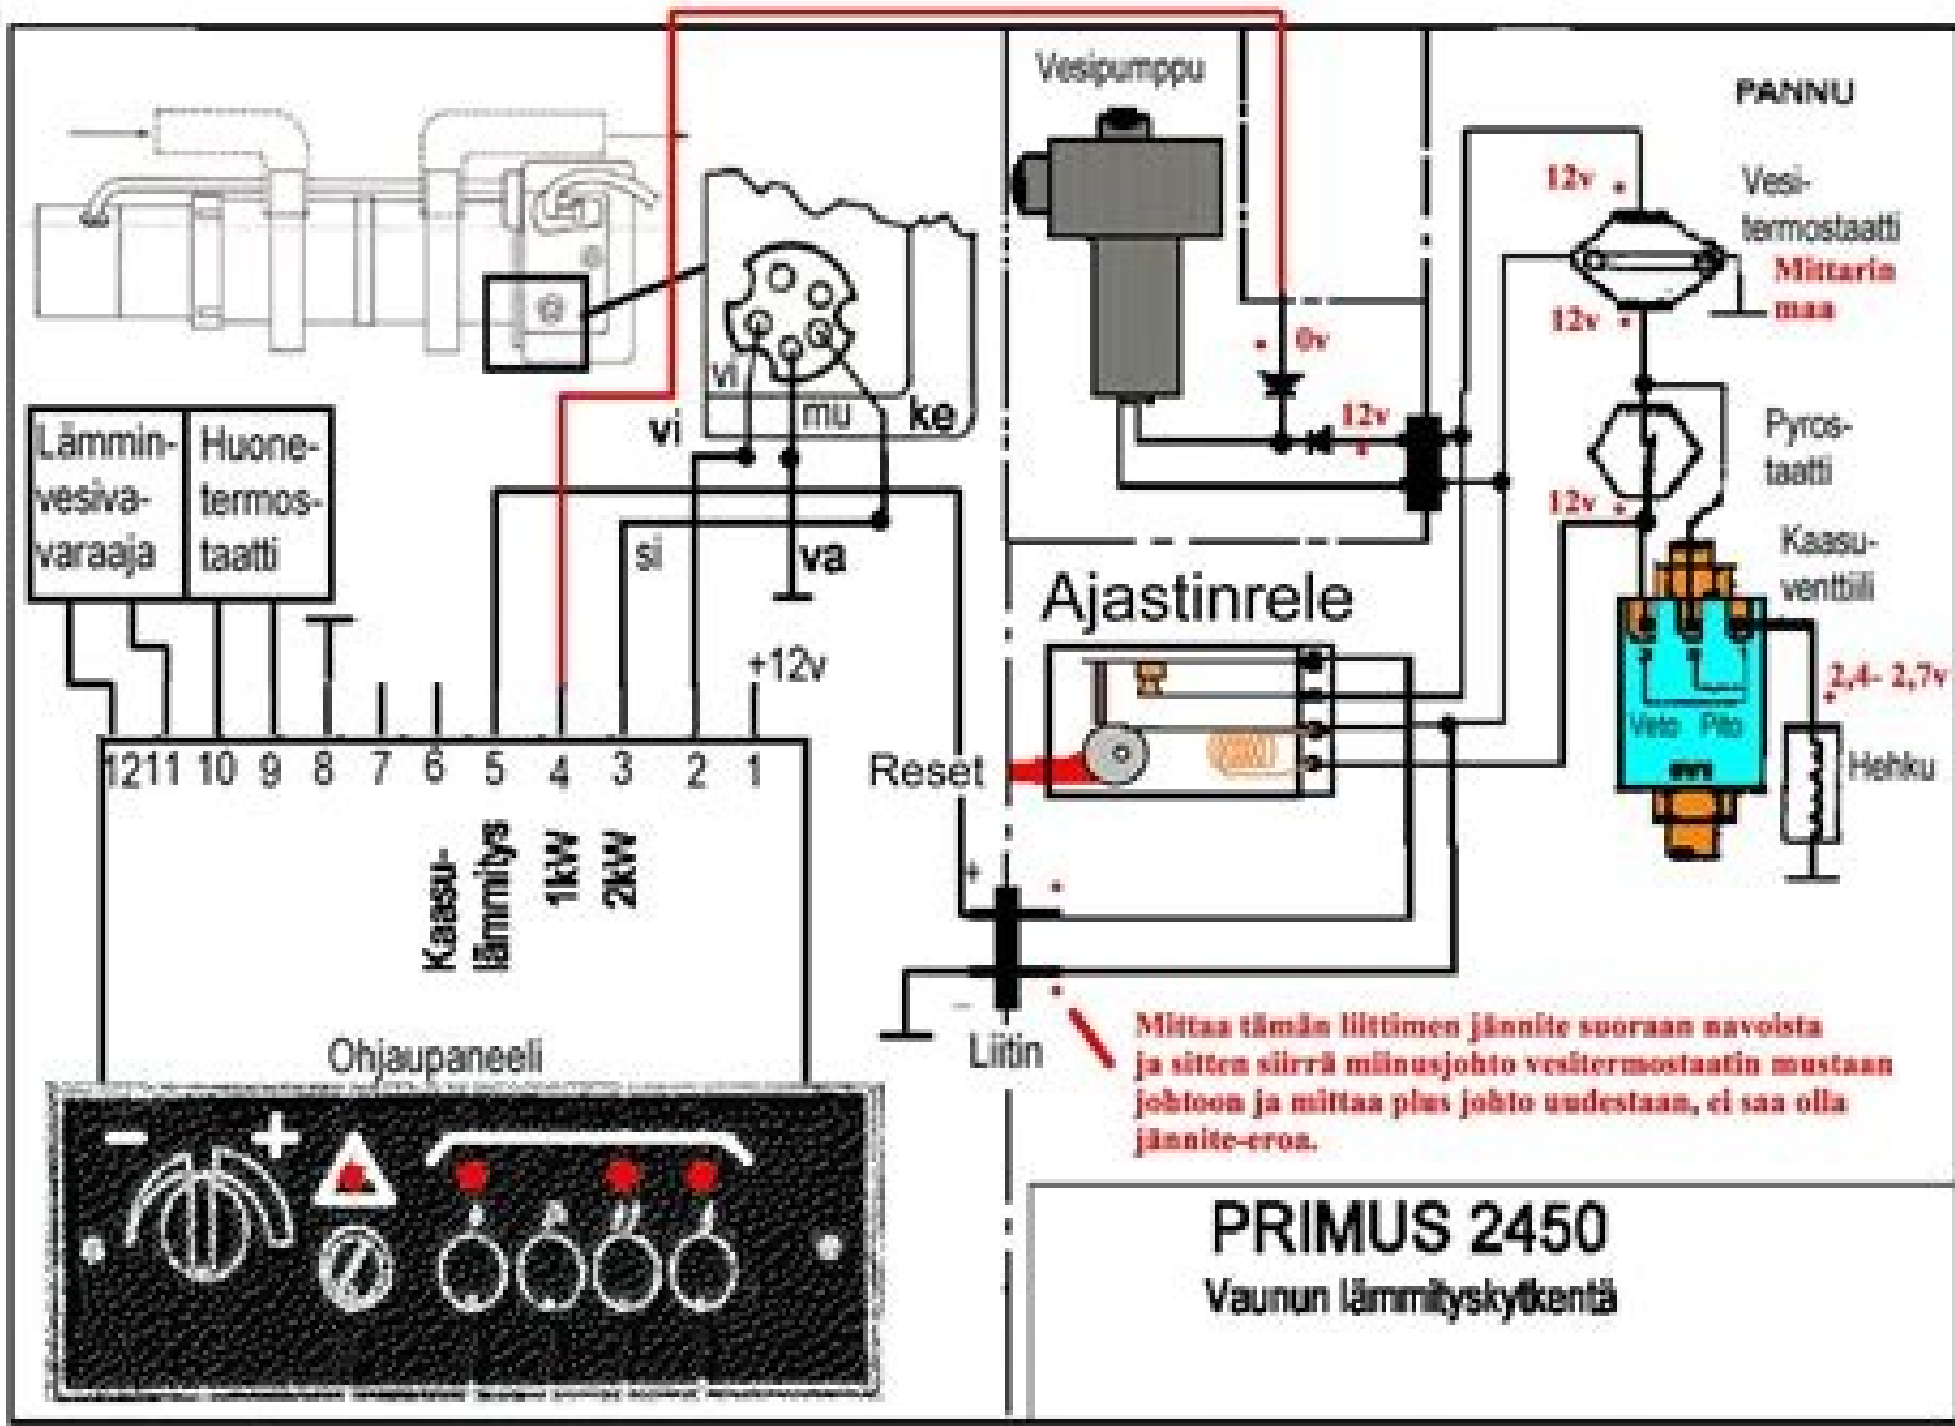 Vesipumppu
PANNU
12v
Vesi-
termostaatti
Mittarin
maa
12v
0v
12v
vi
mu
ke
vi
Lämmin-
vesiva-
varaaja
Huone-
termos-
taatti
si
va
+12v
Pyros-
taatti
12v
Kaasu-
venttiili
Ajastinrele
2,4- 2,7v
Veto Pito
Hehku
12 11 10 9 8 7 6 5 4 3 2 1
Reset
Kaasu-
lämmitys
1kW
2kW
+
-
Liitin
Mittaa tämän liittimen jännite suoraan navoista
ja sitten siirrä miinusjohto vesitermostaatin mustaan
johtoon ja mittaa plus johto uudestaan, ei saa olla
jännite-eroa.
Ohjaupaneeli
- +
PRIMUS 2450
Vaunun lämmityskytkentä